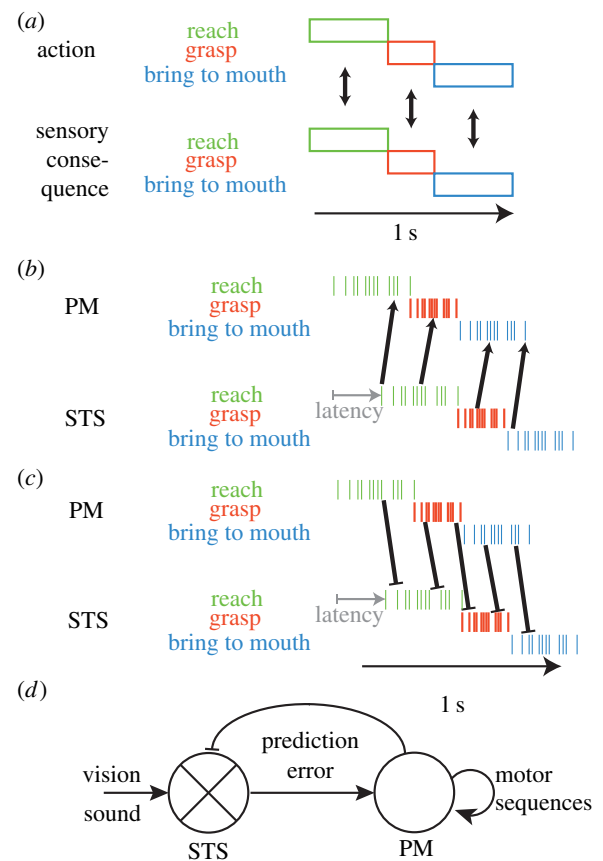 (a)
action
reach
grasp
bring to mouth
sensory
conse-
quence
reach
grasp
bring to mouth
1 s
(b)
PM
reach
grasp
bring to mouth
STS
reach
grasp
bring to mouth
latency
(c)
PM
reach
grasp
bring to mouth
STS
reach
grasp
bring to mouth
latency
1 s
(d)
vision
sound
prediction
error
motor
sequences
STS
PM